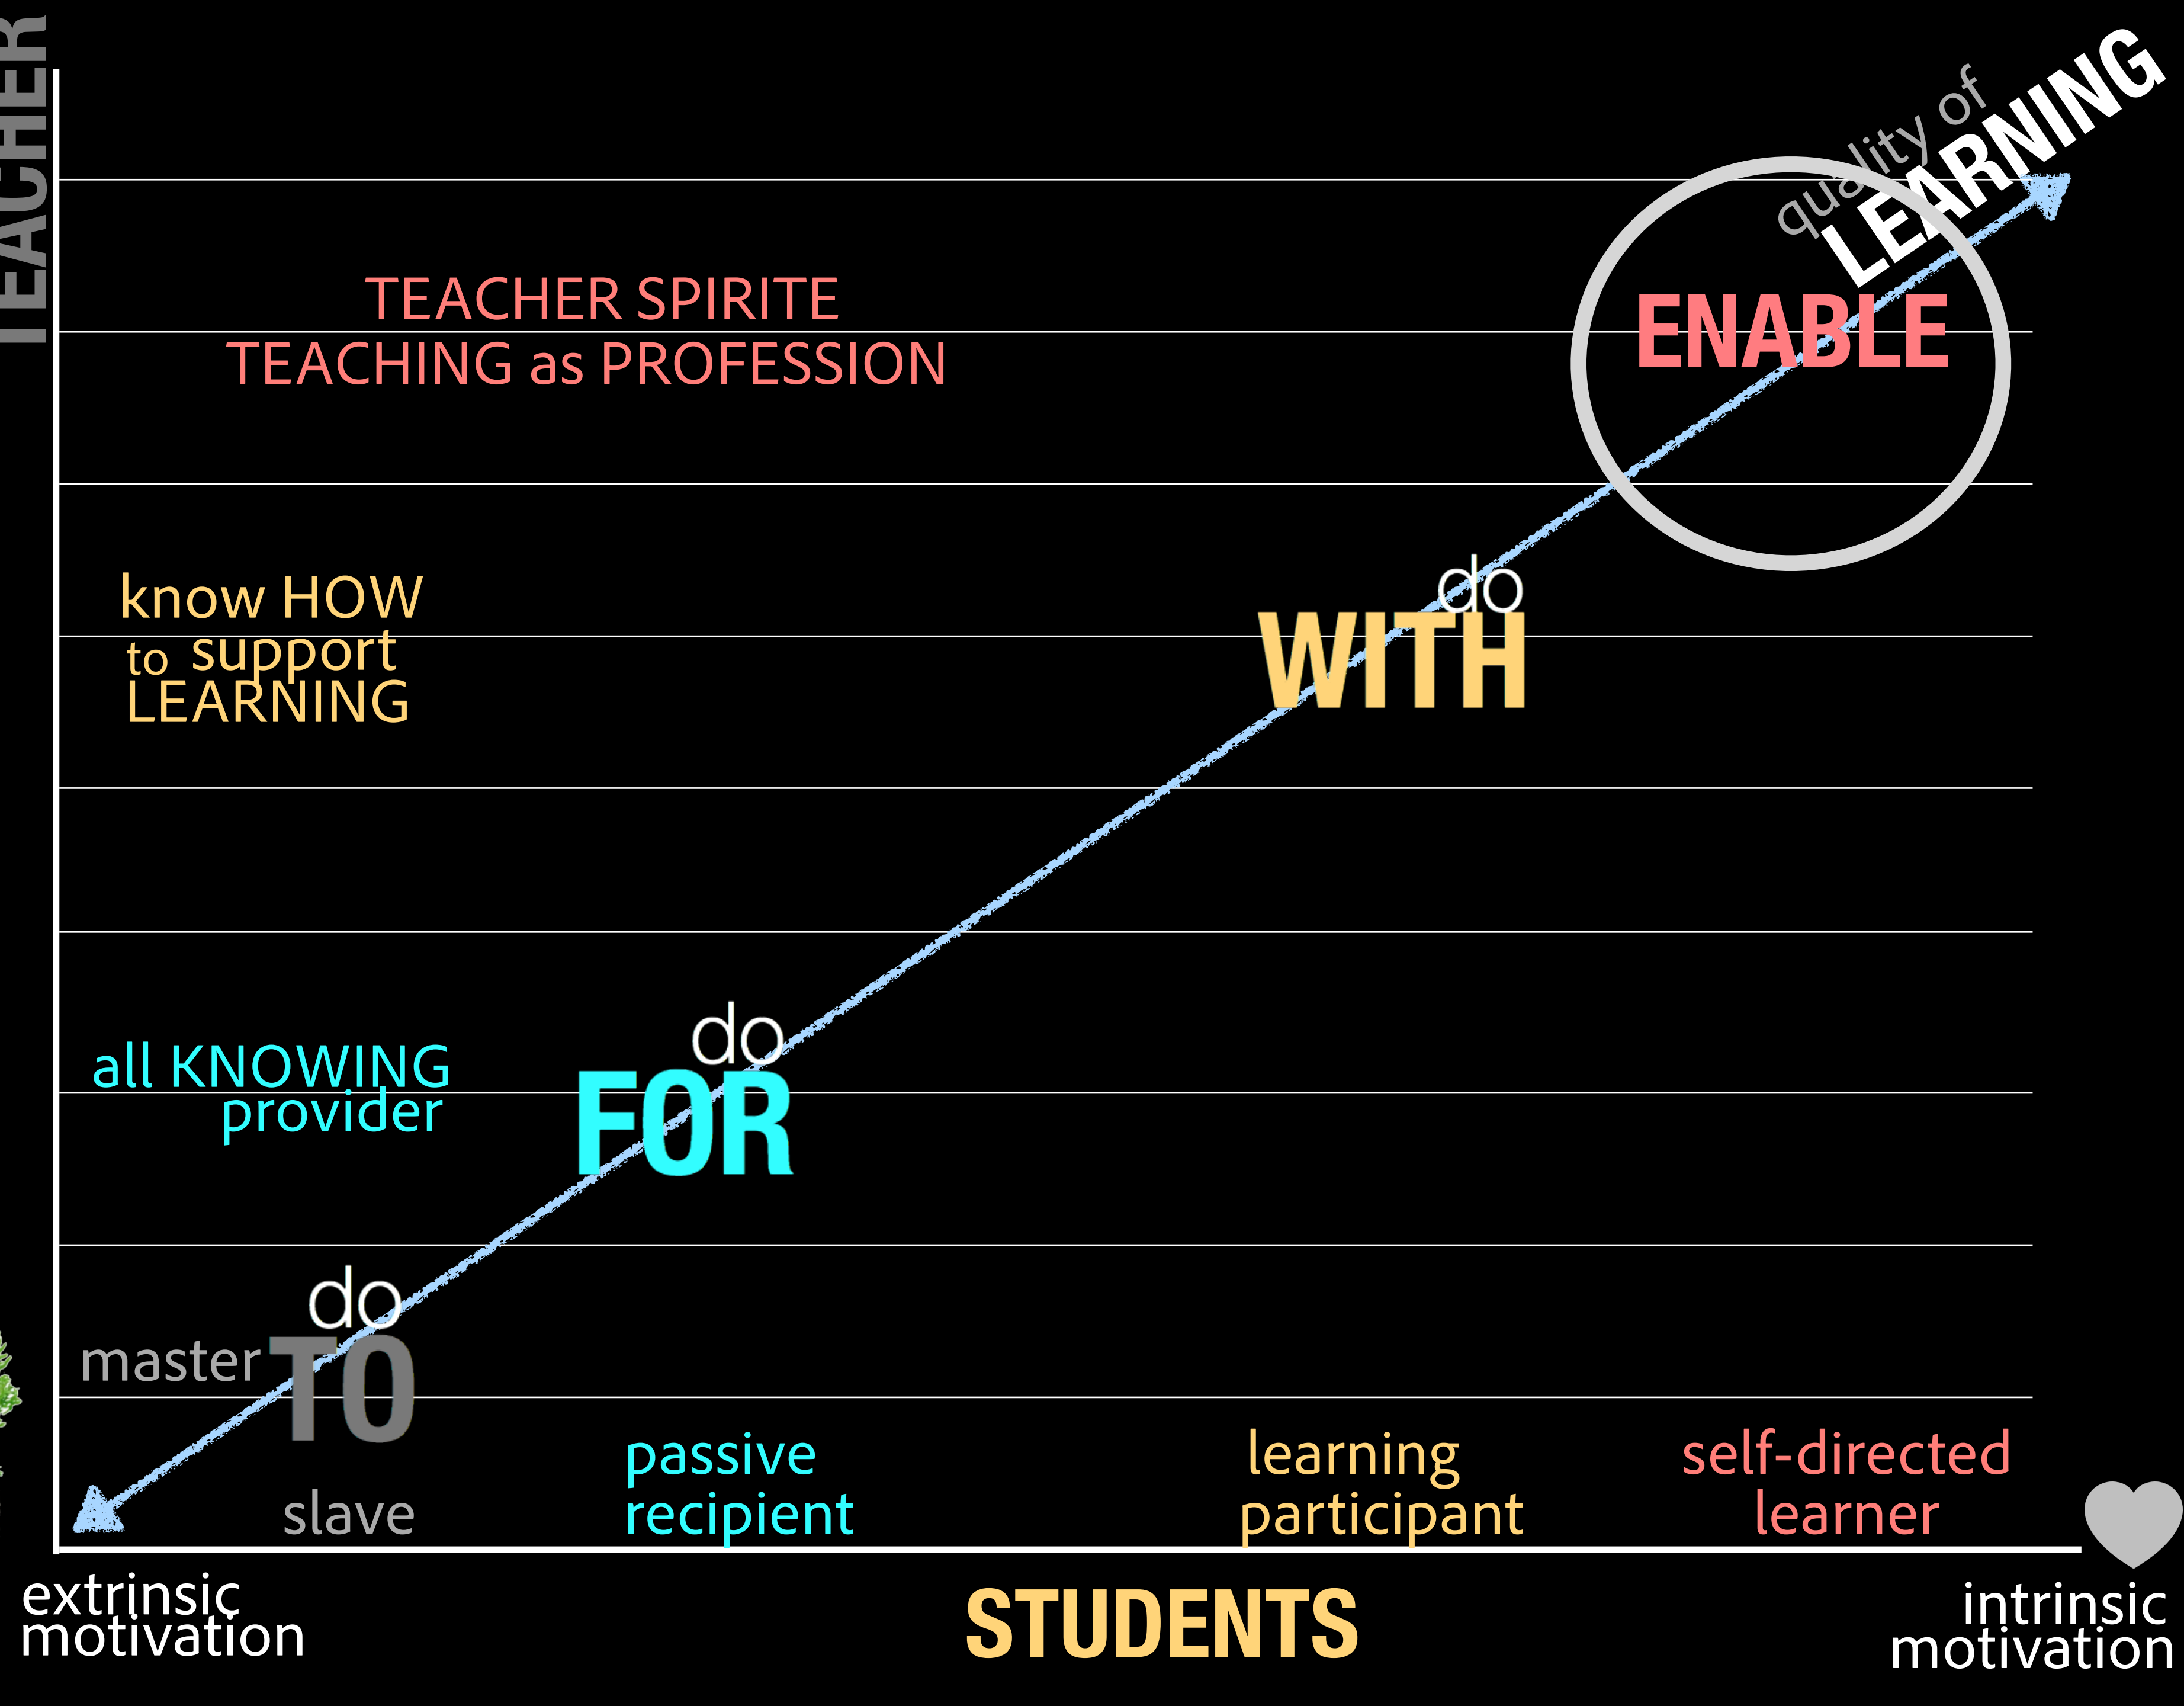 TEACHER
quality of
LEARNING
TEACHER SPIRITE
TEACHING as PROFESSION
ENABLE
know HOW
to support
LEARNING
do
WITH
all KNOWING
provider
do
FOR
do
master TO
slave
passive
recipient
learning
participant
self-directed
learner
extrinsic
motivation
STUDENTS
intrinsic
motivation